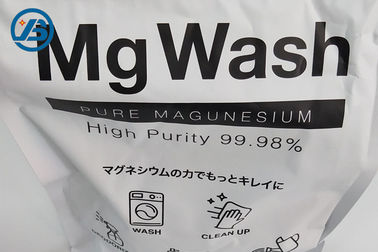 Mg Wash
PURE MAGUNESIUM
High Purity 99.98%
マグネシウムの力でもっとキレイに
WASH
CLEAN UP